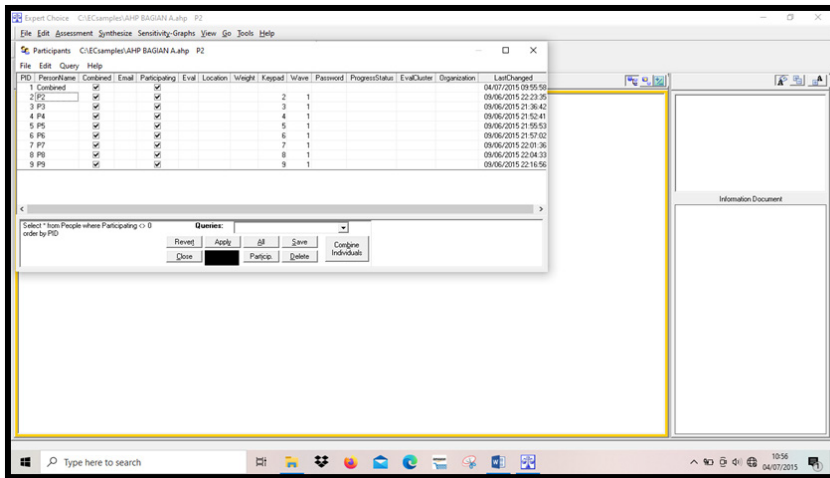 Expert Choice C:\ECsamples\AHP BAGIAN A.ahp P2
File Edit Assessment Synthesize Sensitivity-Graphs View Go Tools Help
Participants C:\ECsamples\AHP BAGIAN A.ahp P2
File Edit Query Help
PID PersonName Combined Email Participating Eval Location Weight Keypad Wave Password ProgressStatus EvalCluster Organization LastChanged
1 Combined 04/07/2015 09:55:58
2 P2 2 1 09/06/2015 22:23:35
3 P3 3 1 09/06/2015 21:36:42
4 P4 4 1 09/06/2015 21:52:41
5 P5 5 1 09/06/2015 21:55:53
6 P6 6 1 09/06/2015 21:57:02
7 P7 7 1 09/06/2015 22:01:36
8 P8 8 1 09/06/2015 22:04:33
9 P9 9 1 09/06/2015 22:16:56
Information Document
Select * from People where Participating <> 0
order by PID
Queries:
Revert Apply All Save Combine Individuals
Close Particip. Delete
Type here to search
10:56
04/07/2015